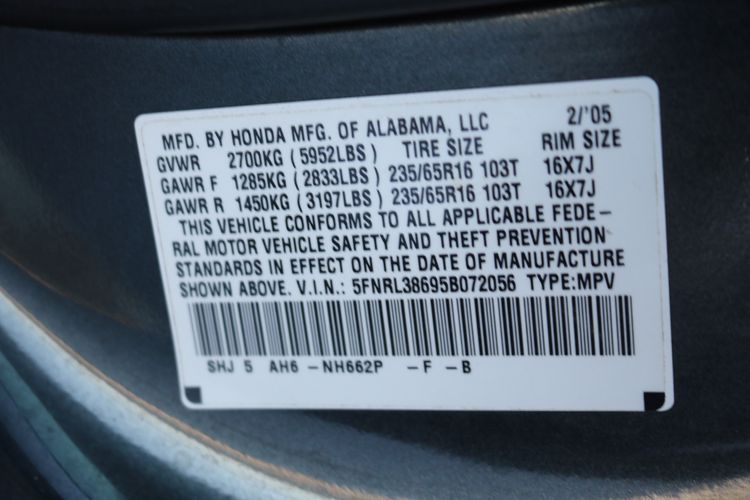 MFD. BY HONDA MFG. OF ALABAMA, LLC 2/'05
GVWR 2700KG (5952LBS) TIRE SIZE RIM SIZE
GAWR F 1285KG (2833LBS) 235/65R16 103T 16X7J
GAWR R 1450KG (3197LBS) 235/65R16 103T 16X7J
THIS VEHICLE CONFORMS TO ALL APPLICABLE FEDE-
RAL MOTOR VEHICLE SAFETY AND THEFT PREVENTION
STANDARDS IN EFFECT ON THE DATE OF MANUFACTURE
SHOWN ABOVE. V.I.N.: 5FNRL38695B072056 TYPE:MPV
SHJ 5 AH6 -NH662P -F -B